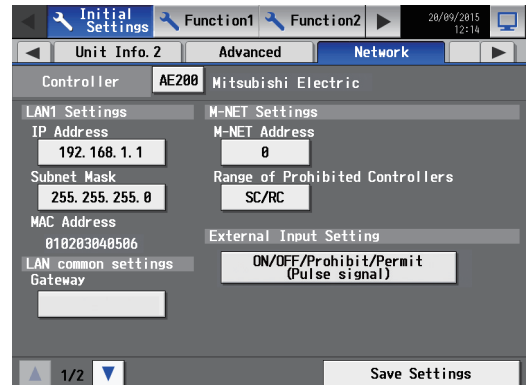 Initial
Settings
Function1
Function2
20/09/2015
12:14
Unit Info.2
Advanced
Network
Controller
AE200
Mitsubishi Electric
LAN1 Settings
IP Address
192.168.1.1
Subnet Mask
255.255.255.0
MAC Address
010203040506
LAN common settings
Gateway
M-NET Settings
M-NET Address
0
Range of Prohibited Controllers
SC/RC
External Input Setting
ON/OFF/Prohibit/Permit
(Pulse signal)
1/2
Save Settings